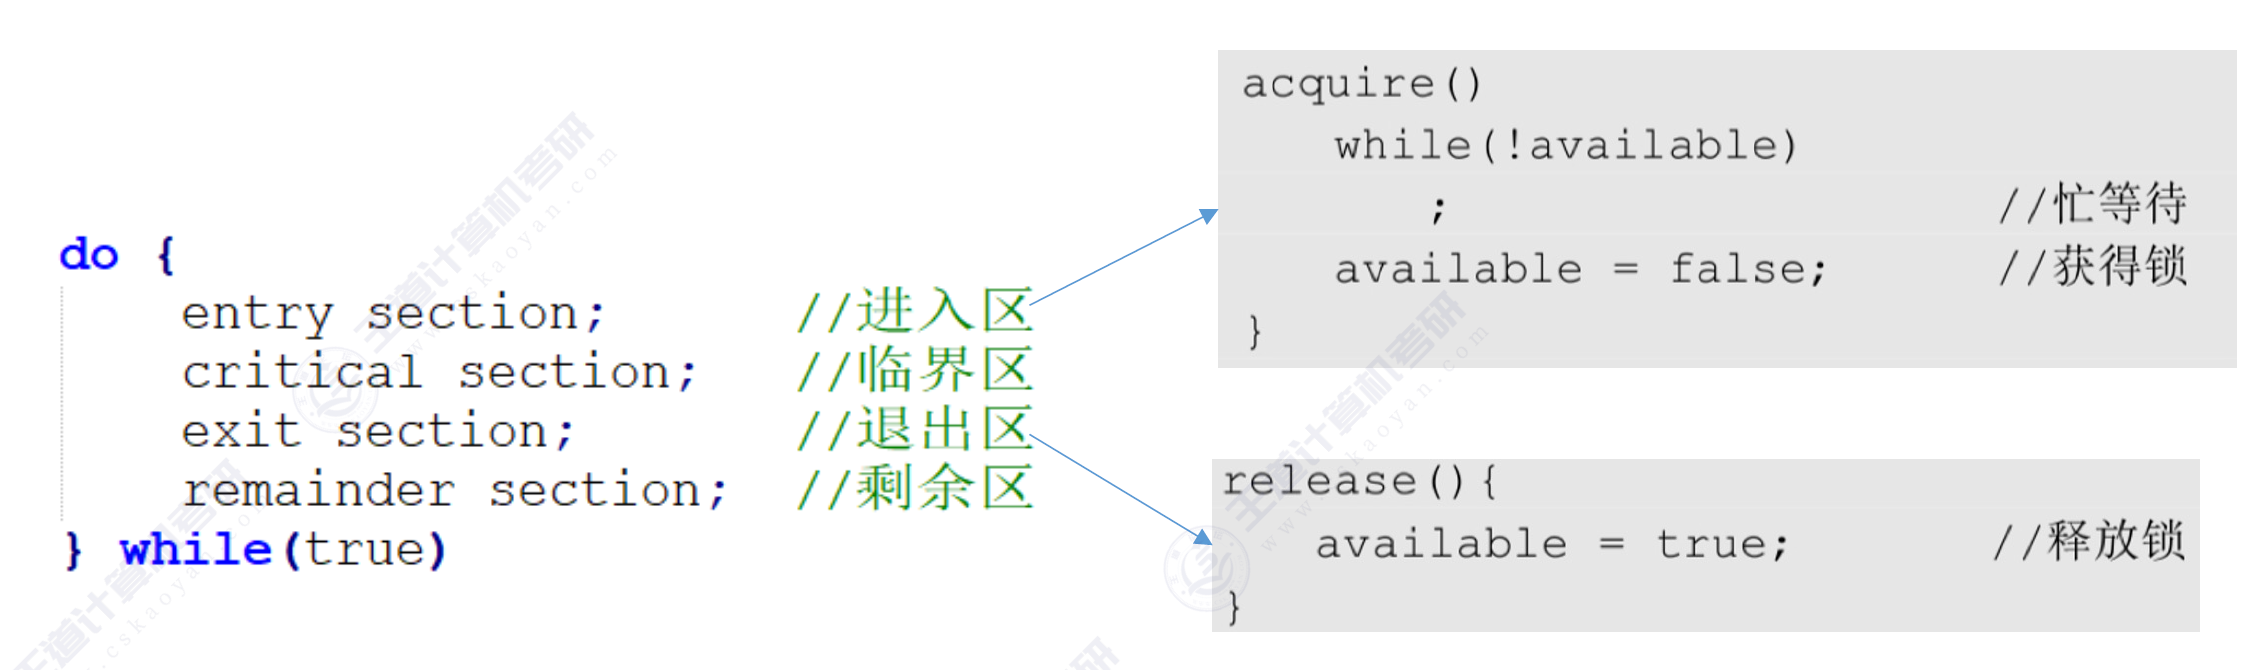 do {
entry section; //进入区
critical section; //临界区
exit section; //退出区
remainder section; //剩余区
} while(true)
acquire()
while(!available)
; //忙等待
available = false; //获得锁
}
release(){
available = true; //释放锁
}
王道计算机考研
www.cskaoyan.com
王道计算机考研
www.cskaoyan.com
王道计算机考研
.cskaoyan